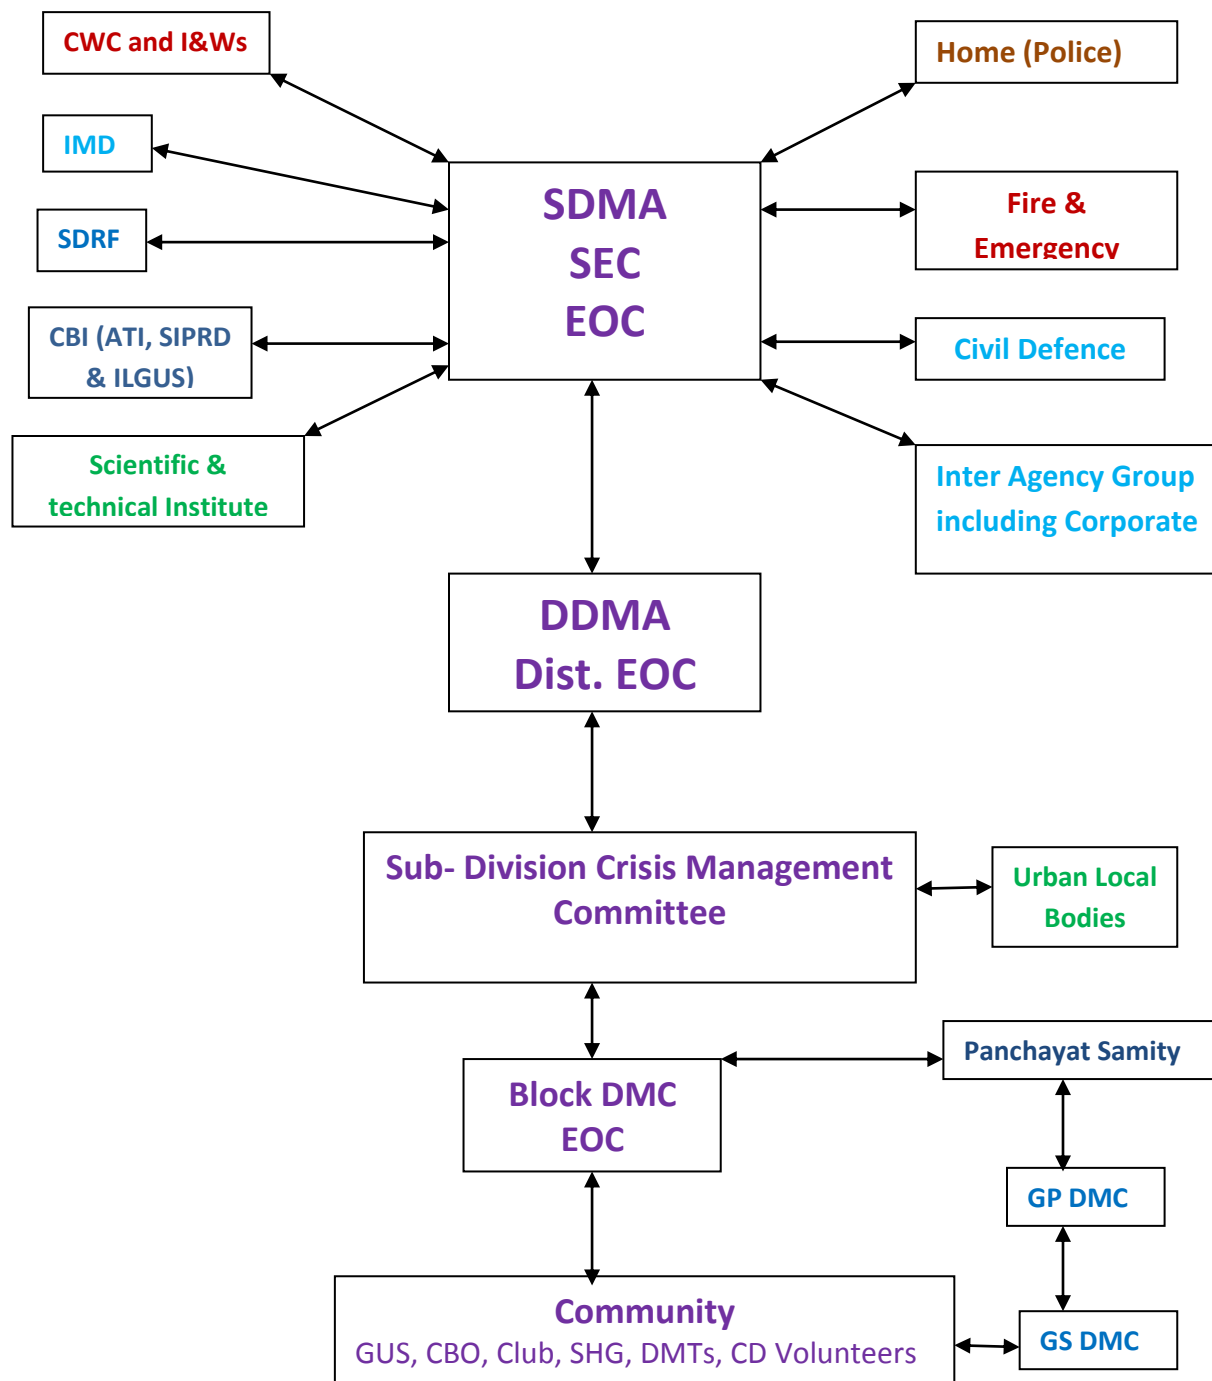 CWC and I&Ws
Home (Police)
IMD
SDMA
SEC
EOC
Fire &
Emergency
SDRF
CBI (ATI, SIPRD
& ILGUS)
Civil Defence
Scientific &
technical Institute
Inter Agency Group
including Corporate
DDMA
Dist. EOC
Sub- Division Crisis Management
Committee
Urban Local
Bodies
Panchayat Samity
Block DMC
EOC
GP DMC
Community
GUS, CBO, Club, SHG, DMTs, CD Volunteers
GS DMC